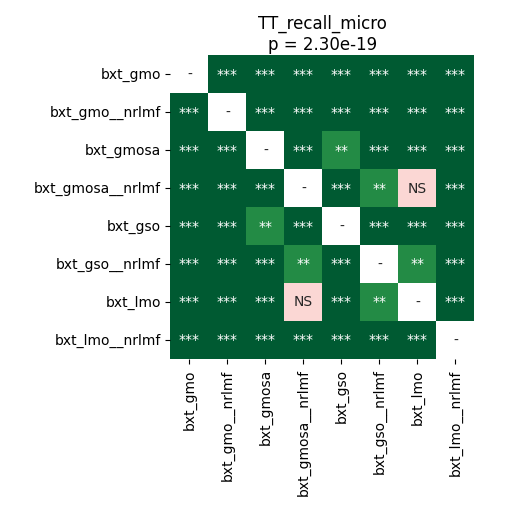 TT_recall_micro
p = 2.30e-19
bxt_gmo - *** *** *** *** *** *** ***
bxt_gmo__nrlmf *** - *** *** *** *** *** ***
bxt_gmosa *** *** - *** ** *** *** ***
bxt_gmosa__nrlmf *** *** *** - *** ** NS ***
bxt_gso *** *** ** *** - *** *** ***
bxt_gso__nrlmf *** *** *** ** *** - ** ***
bxt_lmo *** *** *** NS *** ** - ***
bxt_lmo__nrlmf *** *** *** *** *** *** *** -
bxt_gmo
bxt_gmo__nrlmf
bxt_gmosa
bxt_gmosa__nrlmf
bxt_gso
bxt_gso__nrlmf
bxt_lmo
bxt_lmo__nrlmf